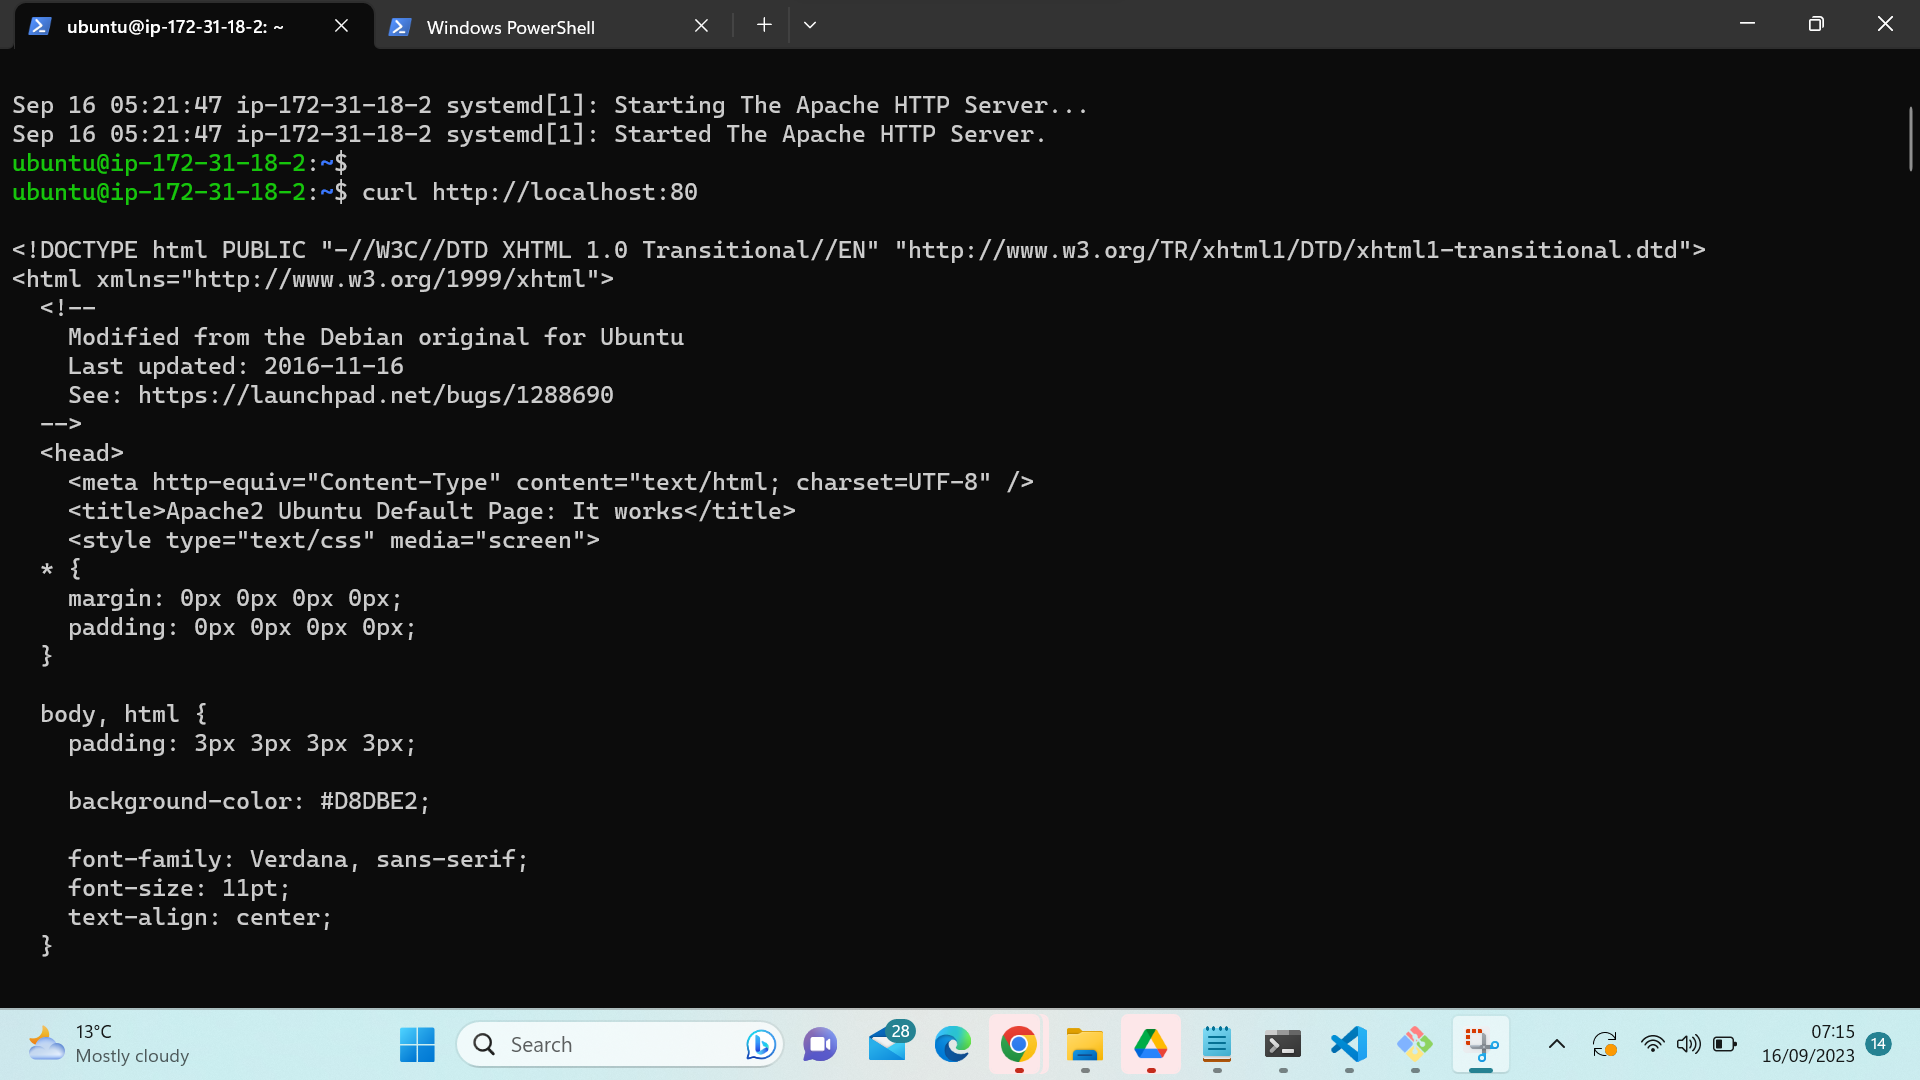 ubuntu@ip-172-31-18-2: ~
Windows PowerShell
Sep 16 05:21:47 ip-172-31-18-2 systemd[1]: Starting The Apache HTTP Server...
Sep 16 05:21:47 ip-172-31-18-2 systemd[1]: Started The Apache HTTP Server.
ubuntu@ip-172-31-18-2:~$
ubuntu@ip-172-31-18-2:~$ curl http://localhost:80
<!DOCTYPE html PUBLIC "-//W3C//DTD XHTML 1.0 Transitional//EN" "http://www.w3.org/TR/xhtml1/DTD/xhtml1-transitional.dtd">
<html xmlns="http://www.w3.org/1999/xhtml">
  <!--
    Modified from the Debian original for Ubuntu
    Last updated: 2016-11-16
    See: https://launchpad.net/bugs/1288690
  -->
  <head>
    <meta http-equiv="Content-Type" content="text/html; charset=UTF-8" />
    <title>Apache2 Ubuntu Default Page: It works</title>
    <style type="text/css" media="screen">
  * {
    margin: 0px 0px 0px 0px;
    padding: 0px 0px 0px 0px;
  }
  body, html {
    padding: 3px 3px 3px 3px;
    background-color: #D8DBE2;
    font-family: Verdana, sans-serif;
    font-size: 11pt;
    text-align: center;
  }
13°C
Mostly cloudy
Search
28
07:15
16/09/2023
14